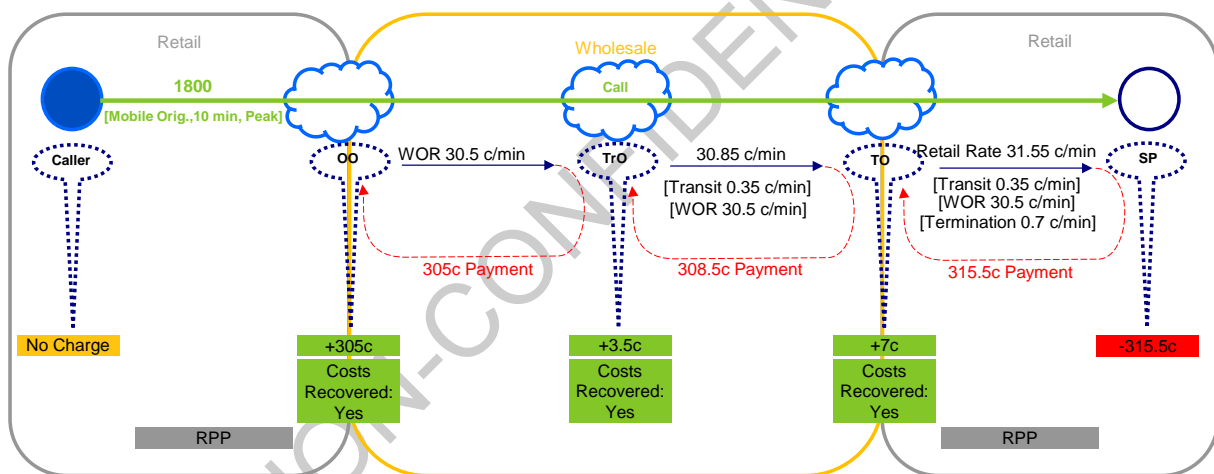 Retail
Wholesale
Retail
1800
Call
[Mobile Orig.,10 min, Peak]
Caller
OO
WOR 30.5 c/min
TrO
30.85 c/min
TO
Retail Rate 31.55 c/min
SP
[Transit 0.35 c/min]
[WOR 30.5 c/min]
[Transit 0.35 c/min]
[WOR 30.5 c/min]
[Termination 0.7 c/min]
305c Payment
308.5c Payment
315.5c Payment
No Charge
+305c
+3.5c
+7c
-315.5c
Costs
Recovered:
Yes
Costs
Recovered:
Yes
Costs
Recovered:
Yes
RPP
RPP
ON-CONFIDEN